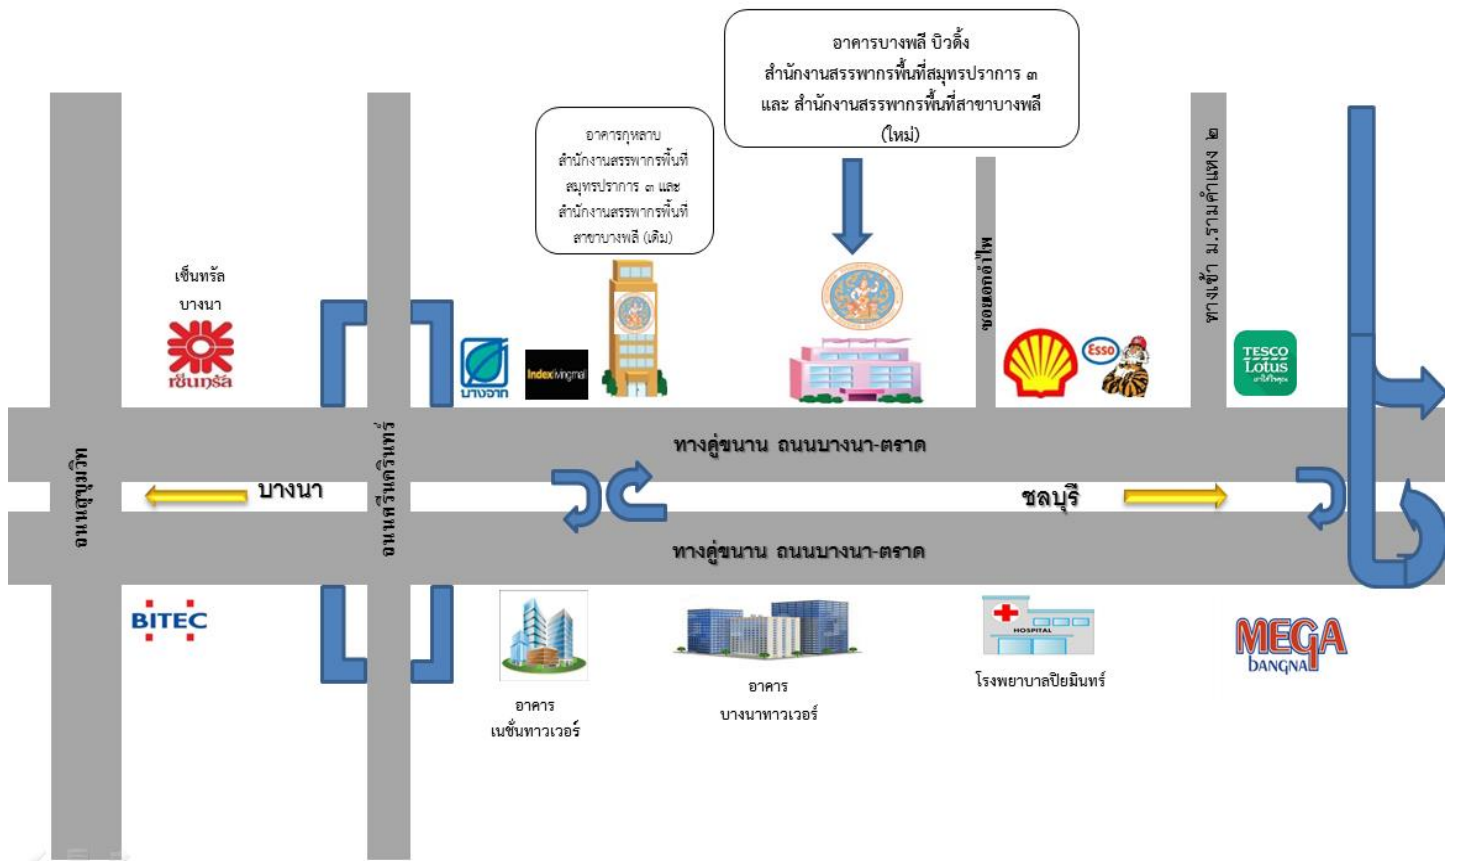 อาคารบางพลี บิวดิ้ง
สำนักงานสรรพากรพื้นที่สมุทรปราการ ๓
และ สำนักงานสรรพากรพื้นที่สาขาบางพลี
(ใหม่)
อาคารกุหลาบ
สำนักงานสรรพากรพื้นที่
สมุทรปราการ ๓ และ
สำนักงานสรรพากรพื้นที่
สาขาบางพลี (เดิม)
เซ็นทรัล
บางนา
เซ็นทรัล
บางจาก
Index livingmall
ซอยเอกอำไพ
Esso
ทางเข้า ม.รามคำแหง ๒
TESCO
Lotus
เราใส่ใจคุณ
ทางคู่ขนาน ถนนบางนา-ตราด
ถนนสุขุมวิท
บางนา
ถนนศรีนครินทร์
ชลบุรี
ทางคู่ขนาน ถนนบางนา-ตราด
BITEC
อาคาร
เนชั่นทาวเวอร์
อาคาร
บางนาทาวเวอร์
HOSPITAL
โรงพยาบาลปิยมินทร์
MEGA
BANGNA